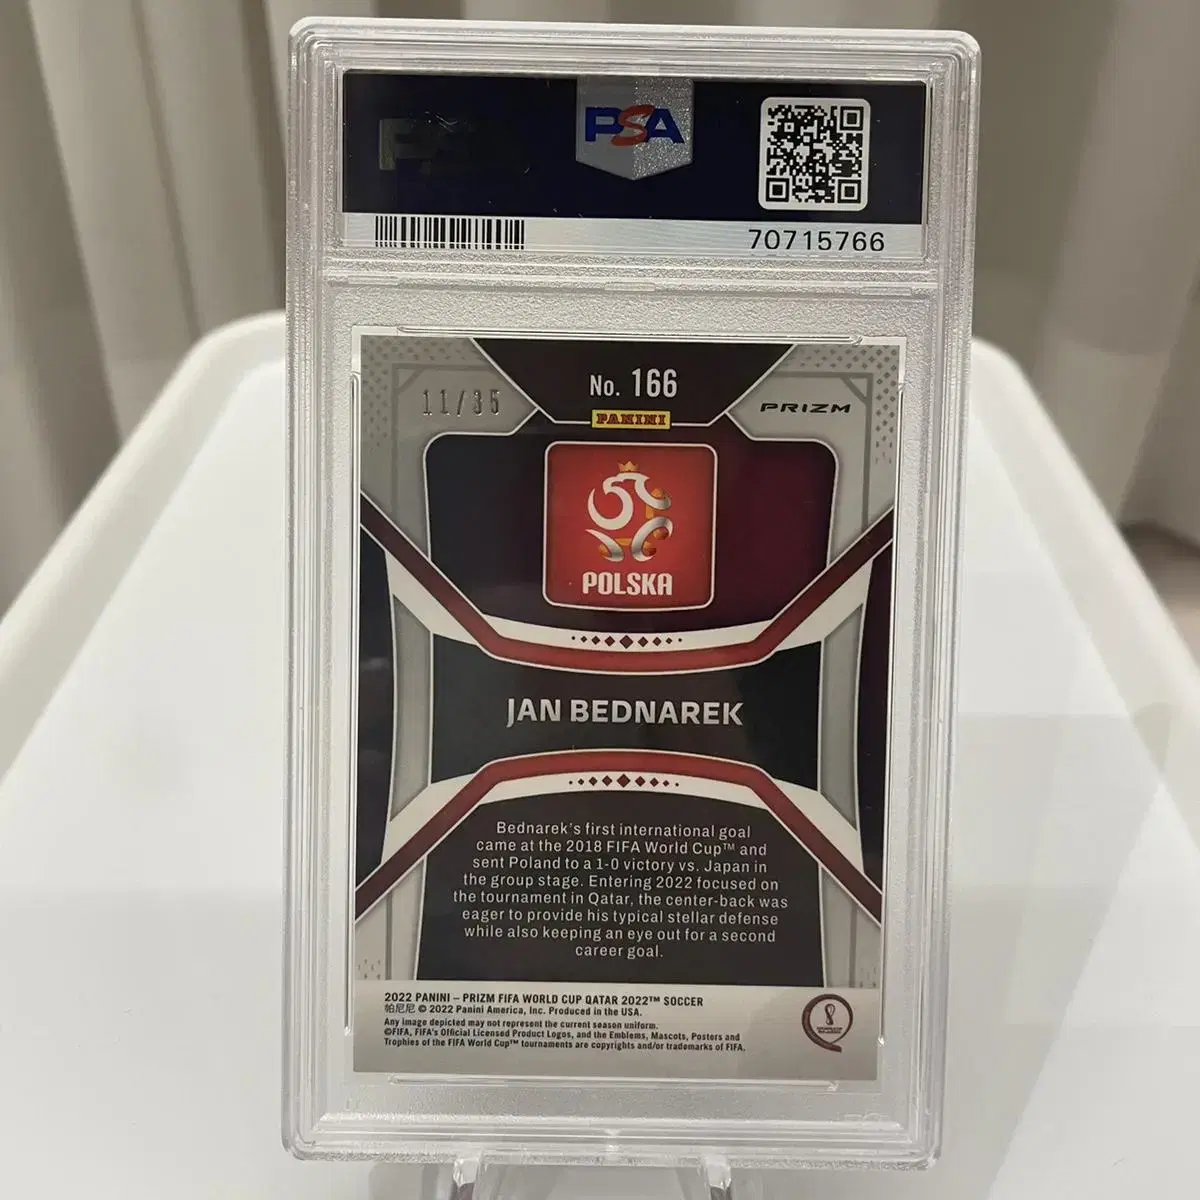 PSA
70715766
No. 166
11/35
PANINI
PRIZM
POLSKA
JAN BEDNAREK
Bednarek's first international goal
came at the 2018 FIFA World Cup™ and
sent Poland to a 1-0 victory vs. Japan in
the group stage. Entering 2022 focused on
the tournament in Qatar, the center-back was
eager to provide his typical stellar defense
while also keeping an eye out for a second
career goal.
2022 PANINI – PRIZM FIFA WORLD CUP QATAR 2022™ SOCCER
帕尼尼 © 2022 Panini America, Inc. Produced in the USA.
Any image depicted may not represent the current season uniform.
©FIFA, FIFA's Official Licensed Product Logos, and the Emblems, Mascots, Posters and
Trophies of the FIFA World Cup™ tournaments are copyrights and/or trademarks of FIFA.